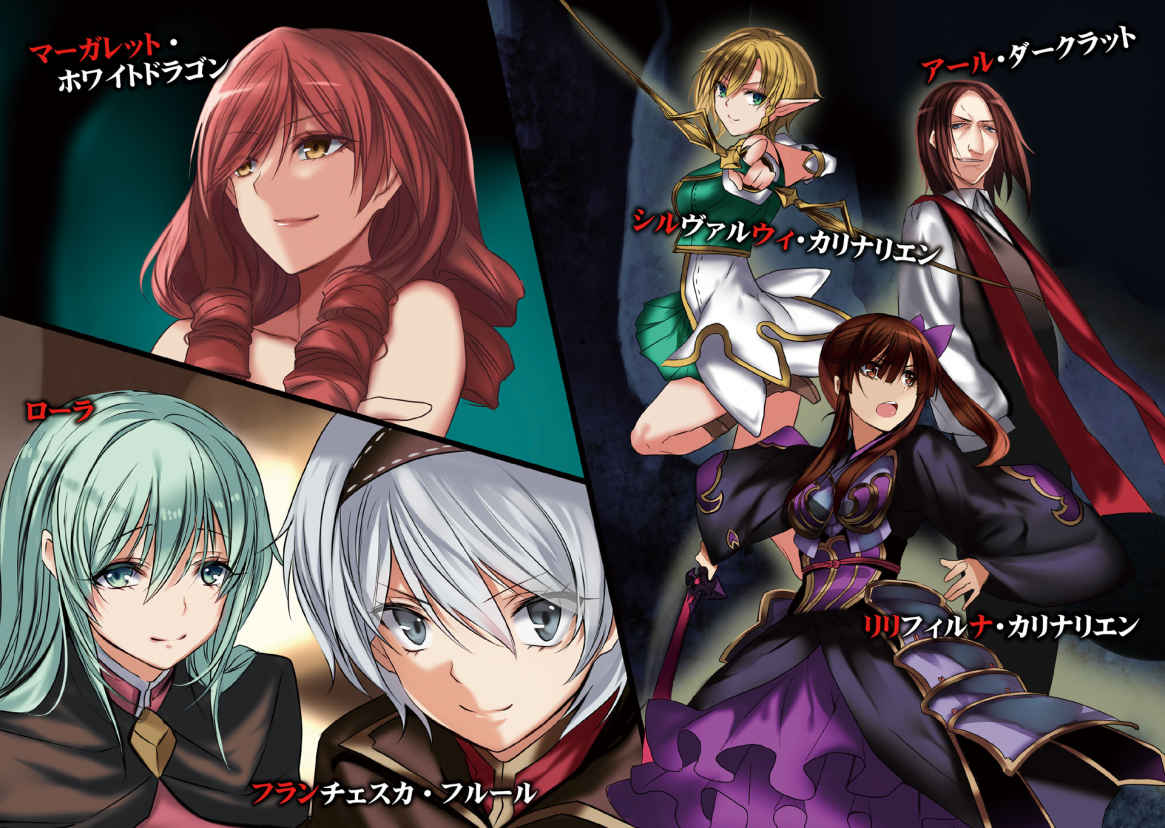 マーガレット・
ホワイトドラゴン
アール・ダークラット
シルヴァルウィ・カリナリエン
ローラ
リリフィルナ・カリナリエン
フランチェスカ・フルール